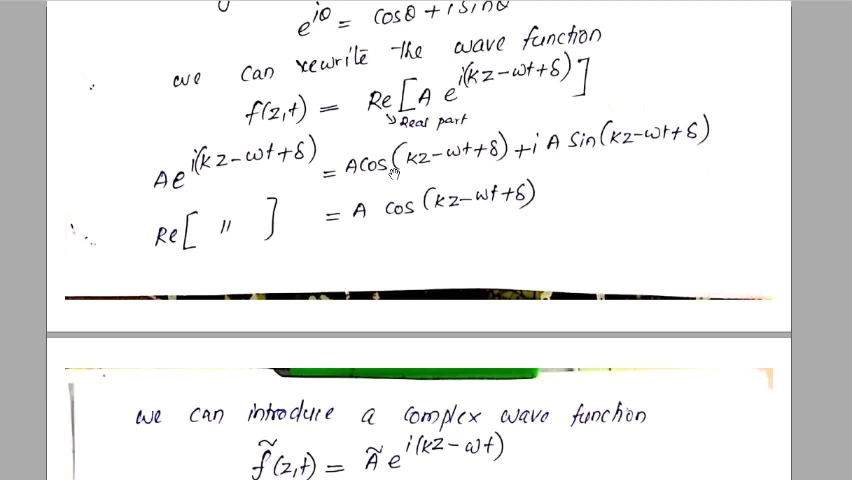 e^{iθ} = cosθ + i sinθ
we can rewrite the wave function
f(z,t) = Re[A e^{i(kz-ωt+δ)}]
↘Real part
Ae^{i(kz-ωt+δ)} = A cos(kz-ωt+δ) + i A sin(kz-ωt+δ)
Re[ " ] = A cos(kz-ωt+δ)
we can introduce a complex wave function
f̃(z,t) = Ã e^{i(kz-ωt)}